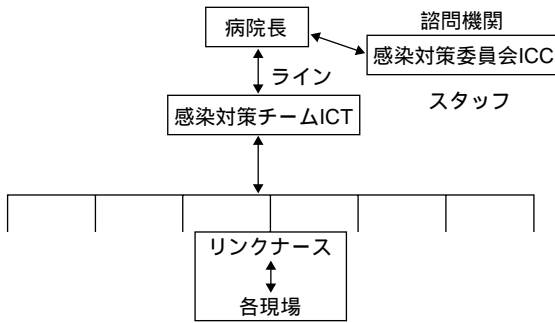 諮問機関
病院長
感染対策委員会ICC
ライン
スタッフ
感染対策チームICT
リンクナース
各現場